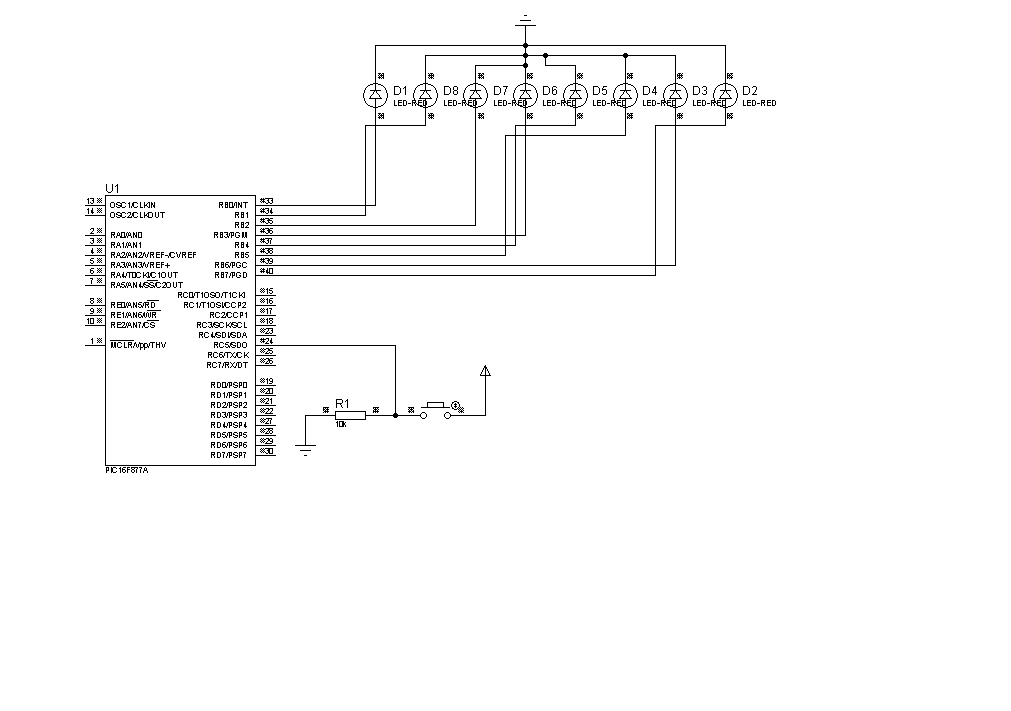 D1 D8 D7 D6 D5 D4 D3 D2
LED-RED LED-RED LED-RED LED-RED LED-RED LED-RED LED-RED LED-RED
U1
13 OSC1/CLKIN RB0/INT 33
14 OSC2/CLKOUT RB1 34
RB2 35
2 RA0/AN0 RB3/PGM 36
3 RA1/AN1 RB4 37
4 RA2/AN2/VREF-/CVREF RB5 38
5 RA3/AN3/VREF+ RB6/PGC 39
6 RA4/T0CKI/C1OUT RB7/PGD 40
7 RA5/AN4/SS/C2OUT
RC0/T1OSO/T1CKI 15
8 RE0/AN5/RD RC1/T1OSI/CCP2 16
9 RE1/AN6/WR RC2/CCP1 17
10 RE2/AN7/CS RC3/SCK/SCL 18
RC4/SDI/SDA 23
1 MCLR/Vpp/THV RC5/SDO 24
RC6/TX/CK 25
RC7/RX/DT 26
RD0/PSP0 19
RD1/PSP1 20
RD2/PSP2 21
RD3/PSP3 22
RD4/PSP4 27
RD5/PSP5 28
RD6/PSP6 29
RD7/PSP7 30
PIC16F877A
R1
10k